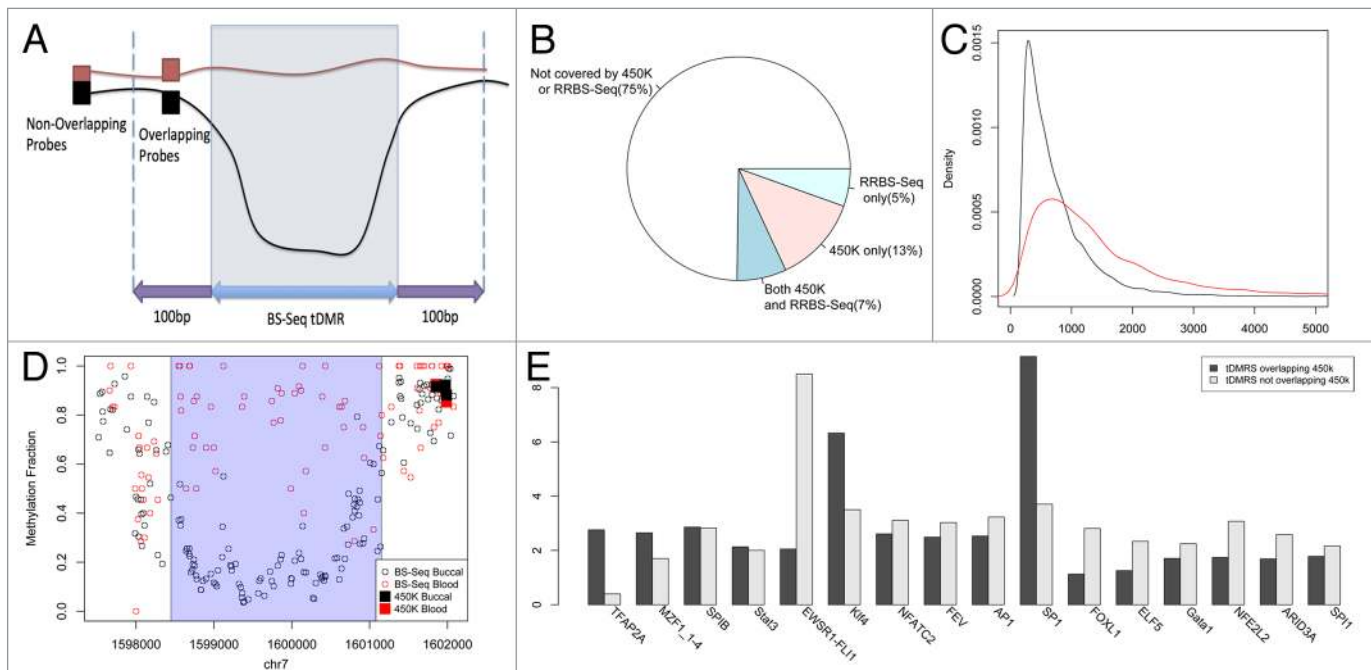 A
Non-Overlapping
Probes
Overlapping
Probes
100bp
BS-Seq tDMR
100bp
B
Not covered by 450K
or RRBS-Seq(75%)
RRBS-Seq
only(5%)
450K only(13%)
Both 450K
and RRBS-Seq(7%)
C
Density
0.0015
0.0010
0.0005
0.0000
0 1000 2000 3000 4000 5000
D
Methylation Fraction
1.0
0.8
0.6
0.4
0.2
0.0
BS-Seq Buccal
BS-Seq Blood
450K Buccal
450K Blood
1598000 1599000 1600000 1601000 1602000
chr7
E
tDMRS overlapping 450k
tDMRS not overlapping 450k
8
6
4
2
0
TFAP2A
MZF1_1-4
SPIB
Stat3
EWSR1-FLI1
Klf4
NFATC2
FEV
AP1
SP1
FOXL1
ELF5
Gata1
NFE2L2
ARID3A
SPI1